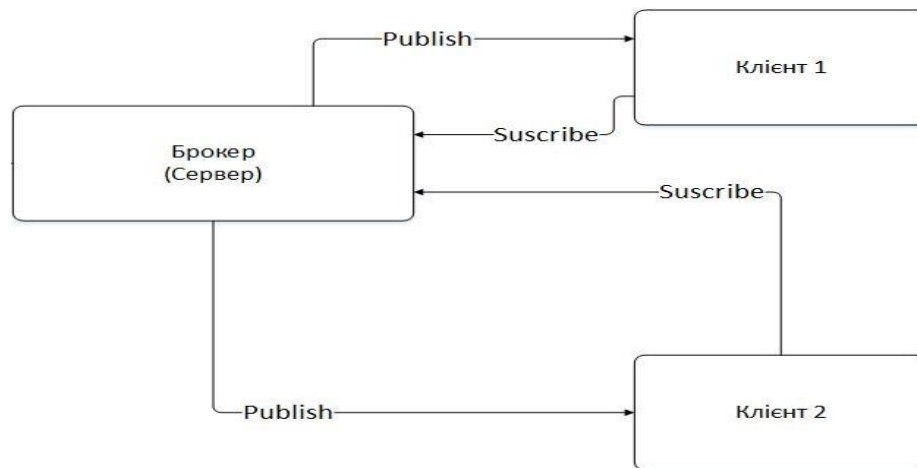 Publish
Клієнт 1
Suscribe
Брокер
(Сервер)
Suscribe
Publish
Клієнт 2